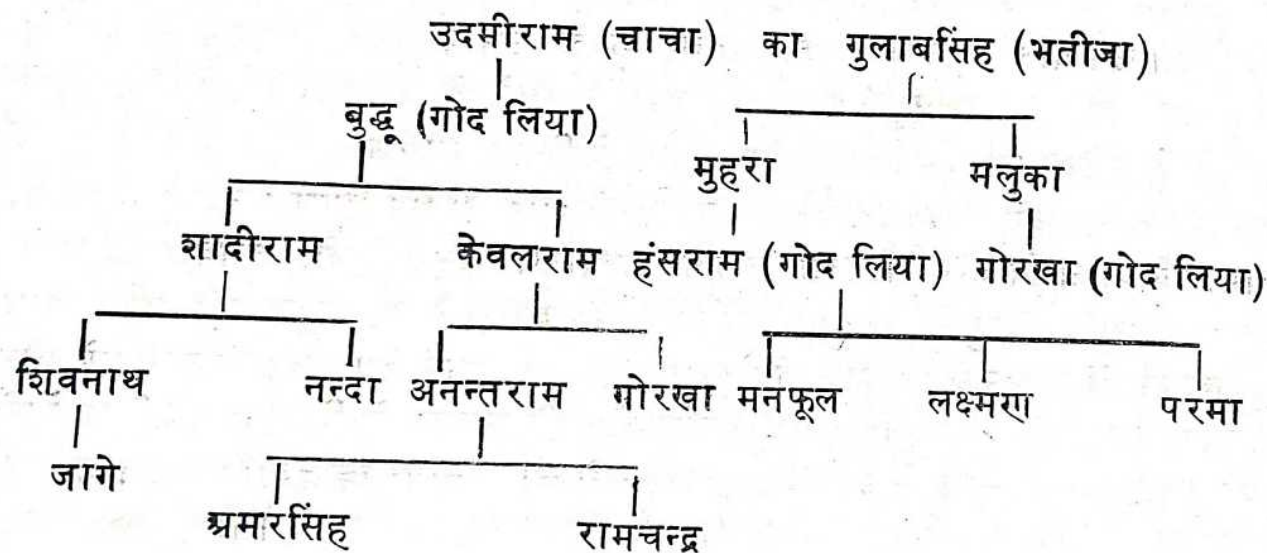 उदमीराम (चाचा) का गुलाबसिंह (भतीजा)
बुद्धू (गोद लिया)
मुहरा मलुका
शादीराम केवलराम हंसराम (गोद लिया) गोरखा (गोद लिया)
शिवनाथ नन्दा अनन्तराम गोरखा मनफूल लक्ष्मण परमा
जागे
अमरसिंह रामचन्द्र